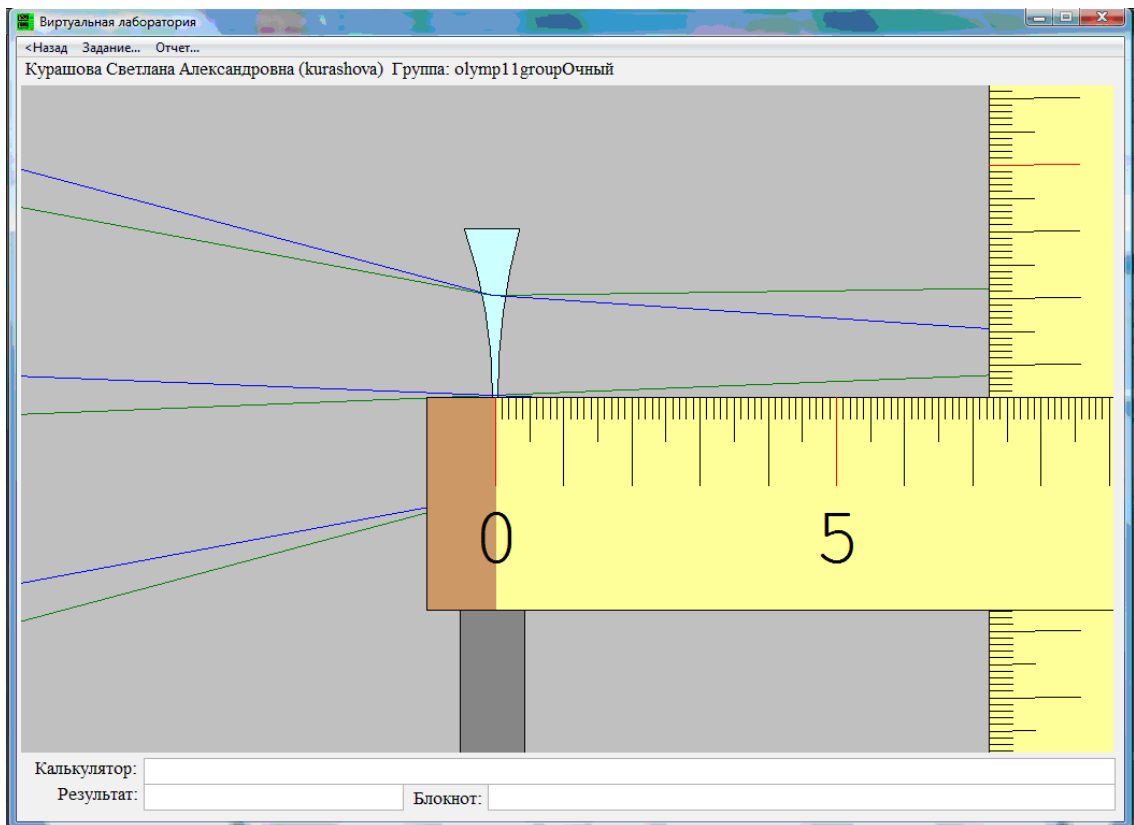 Виртуальная лаборатория
<Назад Задание... Отчет...
Курашова Светлана Александровна (kurashova) Группа: olymp11groupОчный
0 5
Калькулятор:
Результат: Блокнот: